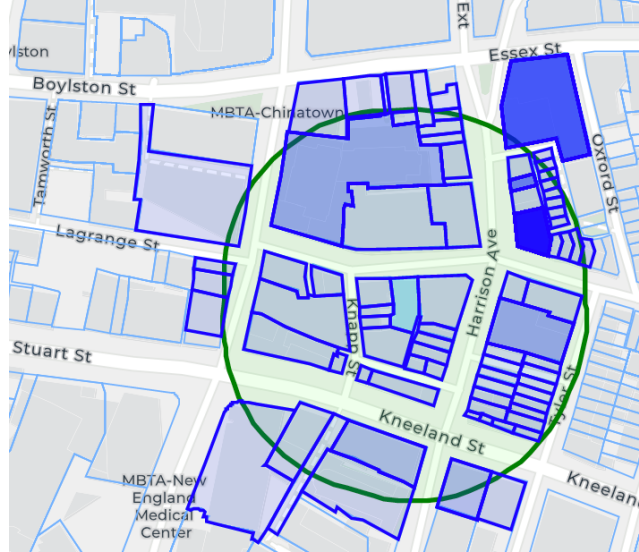 Ext
Essex St
ylston
Boylston St
MBTA-Chinatown
Tamworth St
Oxford St
Lagrange St
Harrison Ave
Knapp St
Stuart St
Tyler St
Kneeland St
Kneelan
MBTA-New
England
Medical
Center